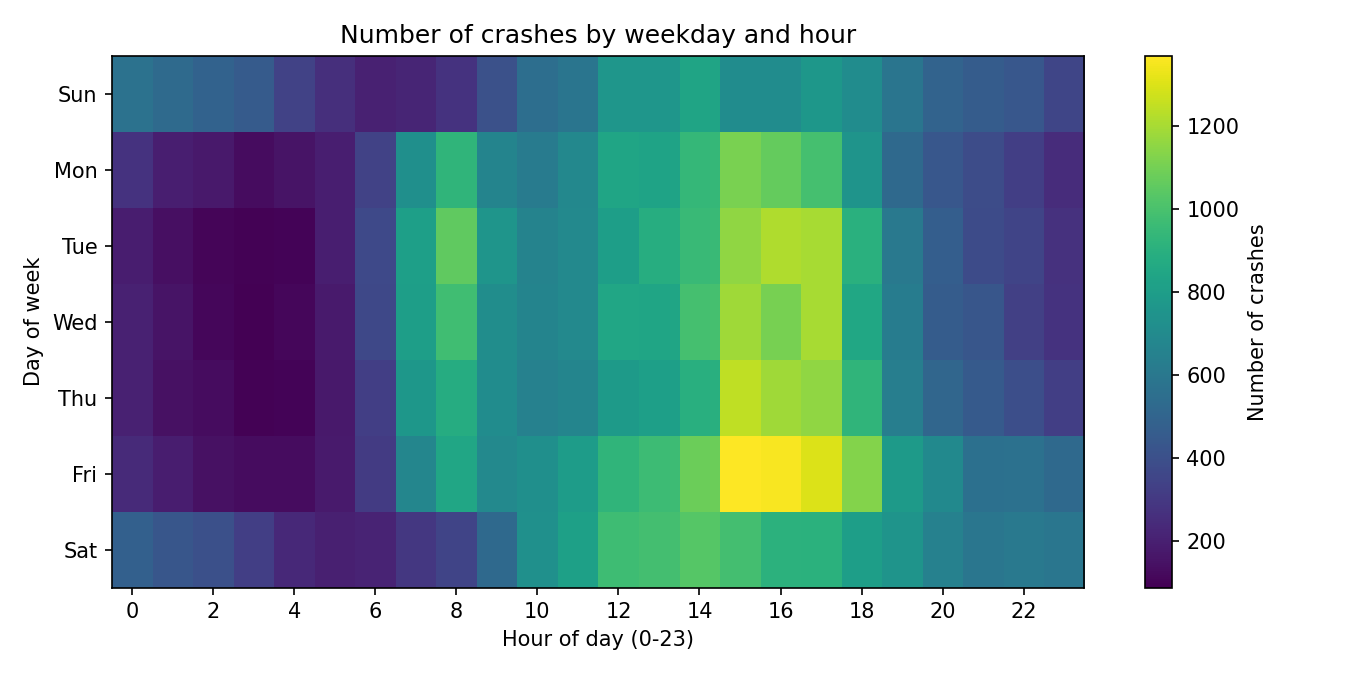 Number of crashes by weekday and hour
Sun
Mon
Tue
Wed
Thu
Fri
Sat
Day of week
0 2 4 6 8 10 12 14 16 18 20 22
Hour of day (0-23)
1200
1000
800
600
400
200
Number of crashes